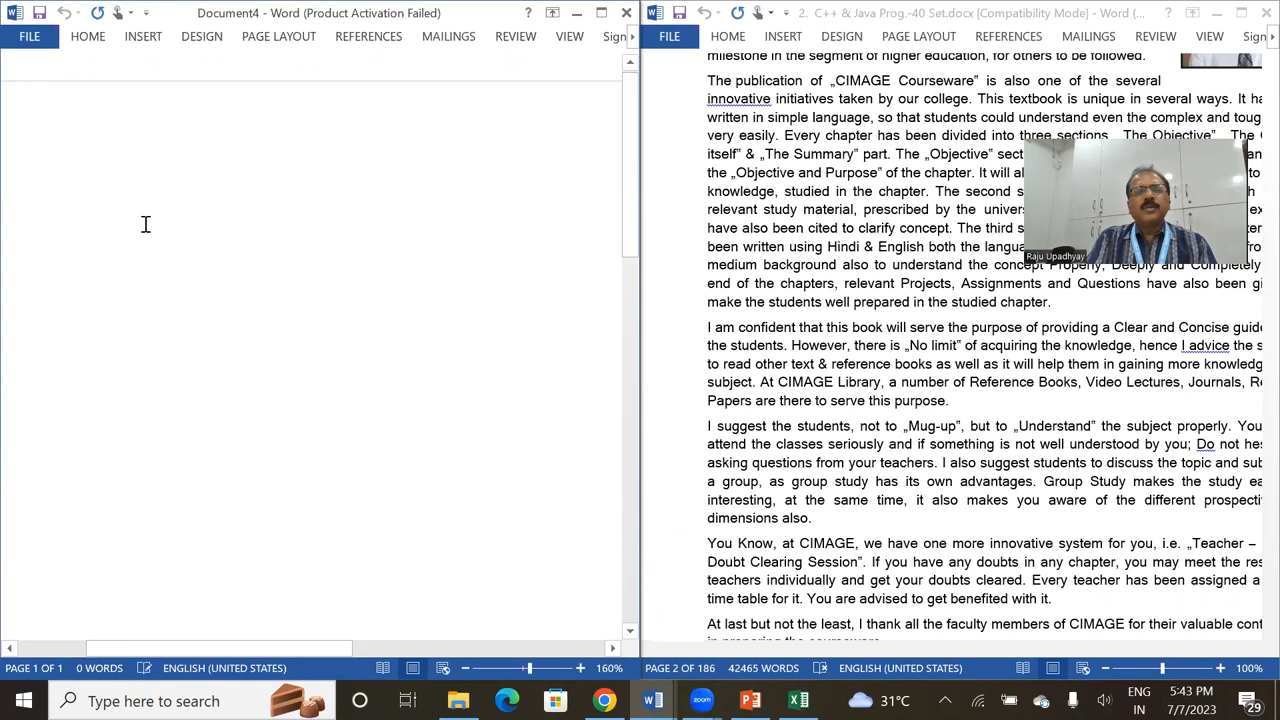 Document4 - Word (Product Activation Failed)
FILE HOME INSERT DESIGN PAGE LAYOUT REFERENCES MAILINGS REVIEW VIEW Sign
PAGE 1 OF 1 0 WORDS ENGLISH (UNITED STATES) 160%
2. C++ & Java Prog.-40 Set.docx [Compatibility Mode] - Word (...
FILE HOME INSERT DESIGN PAGE LAYOUT REFERENCES MAILINGS REVIEW VIEW Sign
milestone in the segment of higher education, for others to be followed.
The publication of „CIMAGE Courseware‟ is also one of the several
innovative initiatives taken by our college. This textbook is unique in several ways. It ha
written in simple language, so that students could understand even the complex and toug
very easily. Every chapter has been divided into three sections The Objective‟ The
itself‟ & „The Summary‟ part. The „Objective‟ sect
the „Objective and Purpose‟ of the chapter. It will al to
knowledge, studied in the chapter. The second s
relevant study material, prescribed by the univers ex
have also been cited to clarify concept. The third s
been written using Hindi & English both the langua
medium background also to understand the concept Properly, Deeply and Completely
end of the chapters, relevant Projects, Assignments and Questions have also been gi
make the students well prepared in the studied chapter.
I am confident that this book will serve the purpose of providing a Clear and Concise guid
the students. However, there is „No limit‟ of acquiring the knowledge, hence I advice the s
to read other text & reference books as well as it will help them in gaining more knowledg
subject. At CIMAGE Library, a number of Reference Books, Video Lectures, Journals, R
Papers are there to serve this purpose.
I suggest the students, not to „Mug-up‟, but to „Understand‟ the subject properly. You
attend the classes seriously and if something is not well understood by you; Do not hes
asking questions from your teachers. I also suggest students to discuss the topic and sub
a group, as group study has its own advantages. Group Study makes the study ea
interesting, at the same time, it also makes you aware of the different prospecti
dimensions also.
You Know, at CIMAGE, we have one more innovative system for you, i.e. „Teacher –
Doubt Clearing Session‟. If you have any doubts in any chapter, you may meet the res
teachers individually and get your doubts cleared. Every teacher has been assigned a
time table for it. You are advised to get benefited with it.
At last but not the least, I thank all the faculty members of CIMAGE for their valuable cont
Raju Upadhyay
PAGE 2 OF 186 42465 WORDS ENGLISH (UNITED STATES) 100%
Type here to search
31°C
ENG
IN
5:43 PM
7/7/2023
29